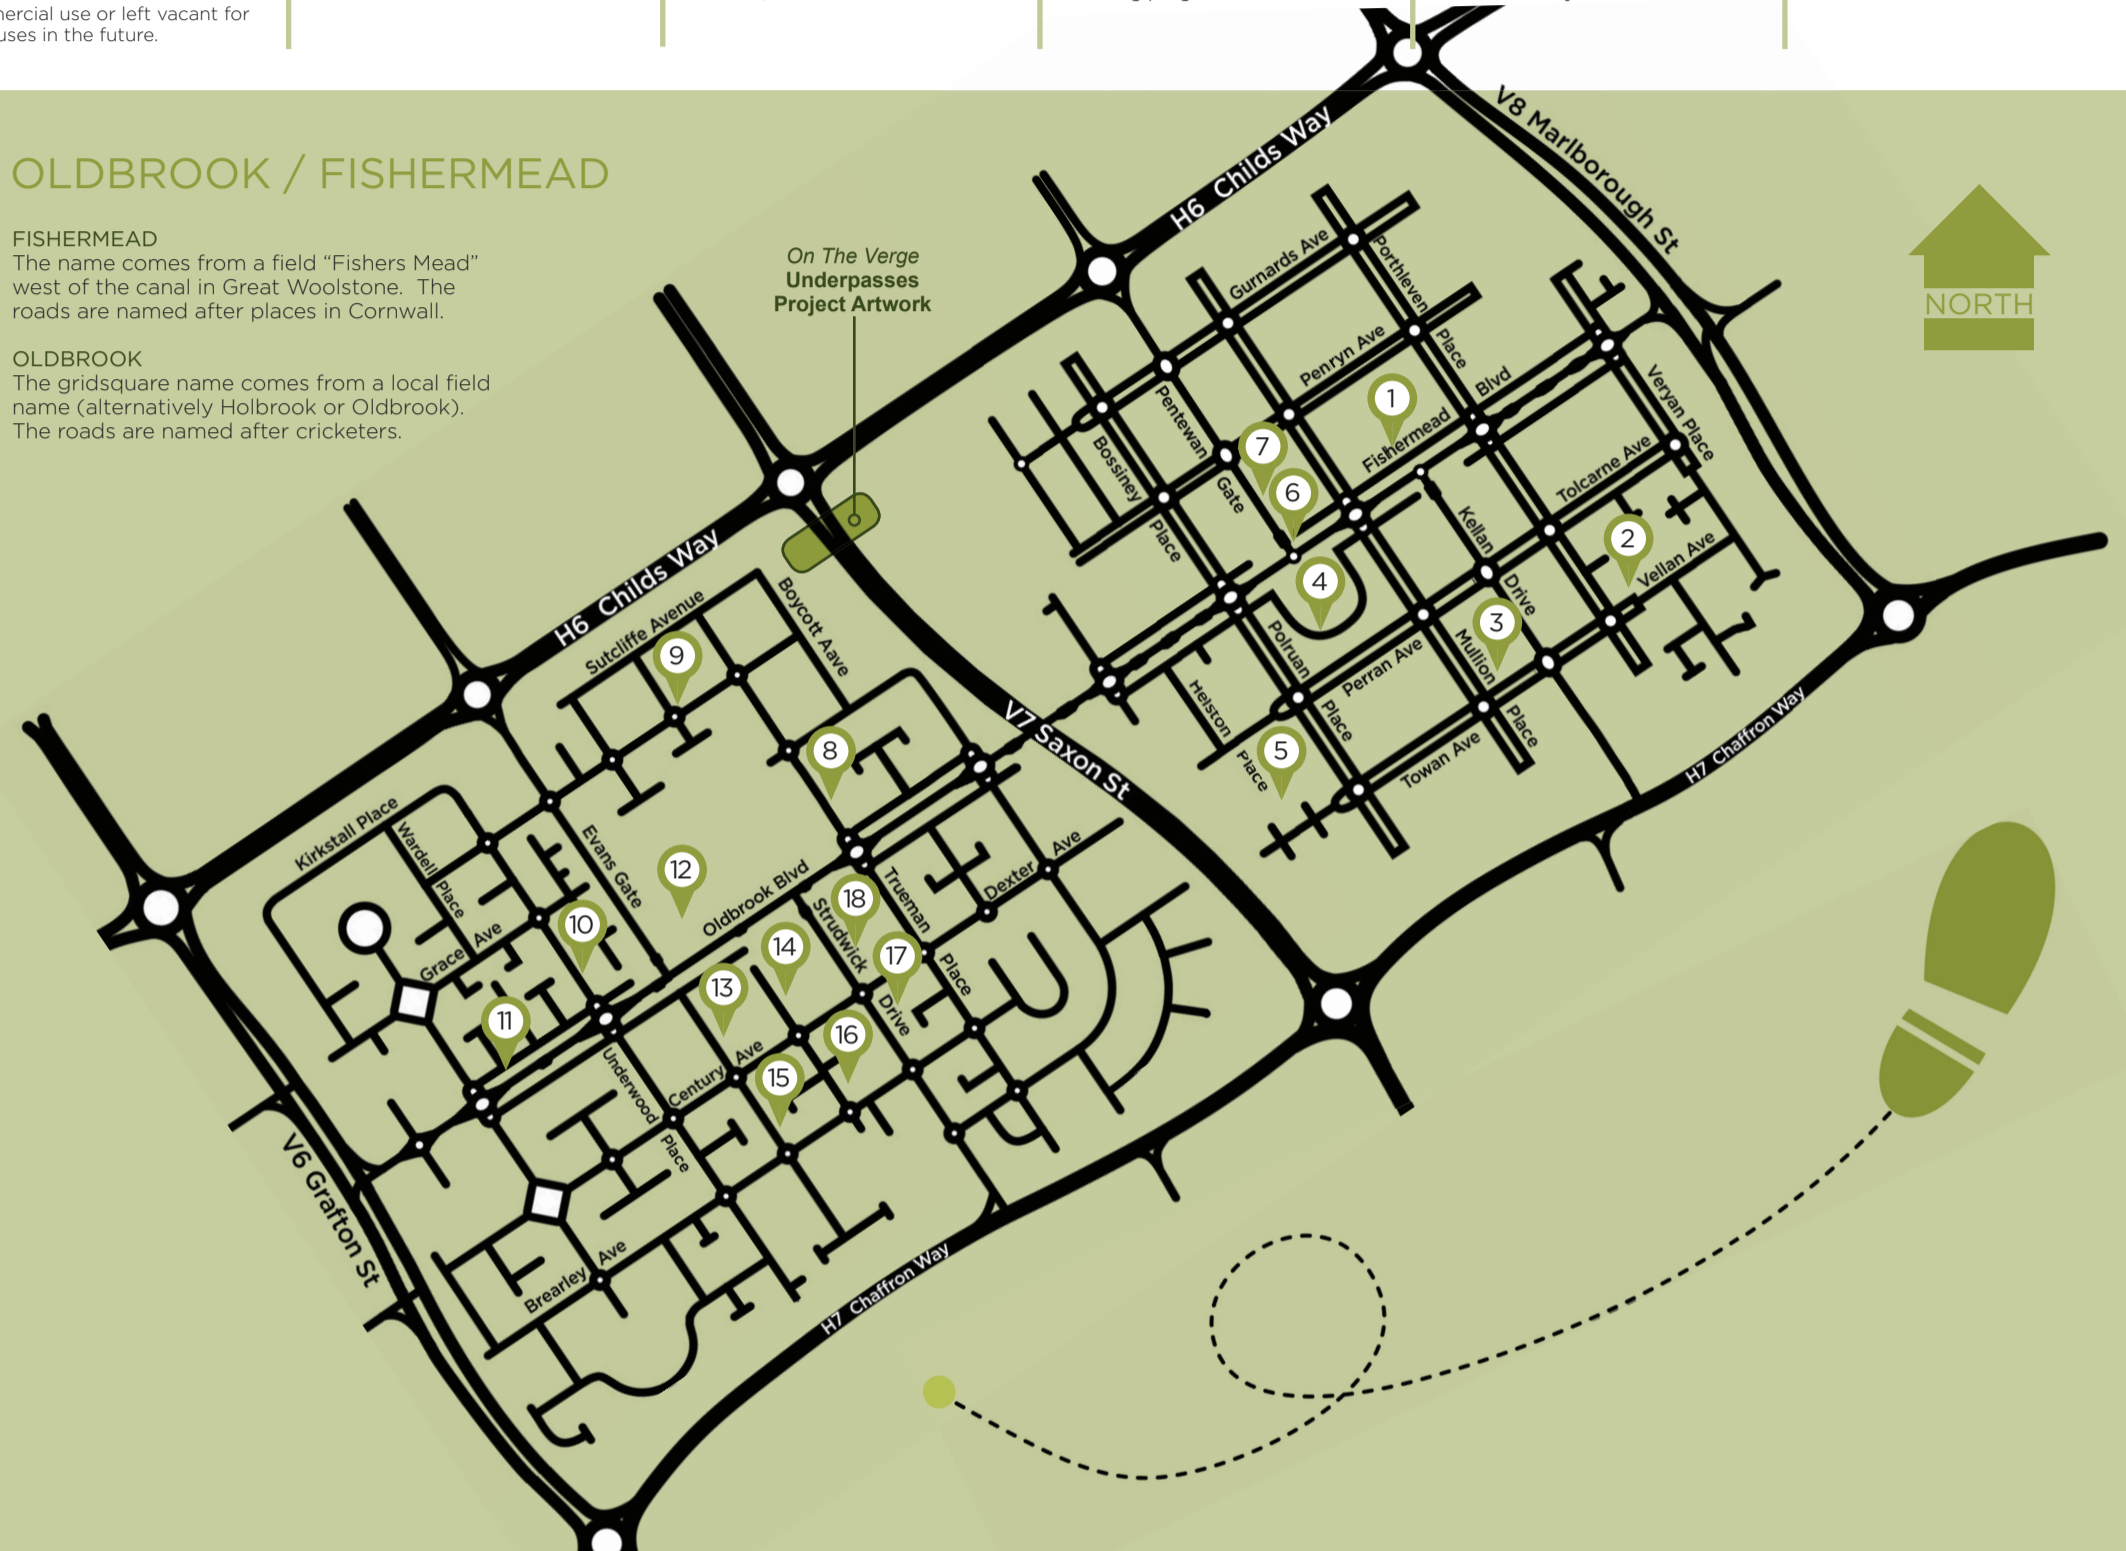 ercial use or left vacant for
uses in the future.
OLDBROOK / FISHERMEAD
FISHERMEAD
The name comes from a field “Fishers Mead”
west of the canal in Great Woolstone. The
roads are named after places in Cornwall.
OLDBROOK
The gridsquare name comes from a local field
name (alternatively Holbrook or Oldbrook).
The roads are named after cricketers.
On The Verge
Underpasses
Project Artwork
NORTH
H6 Childs Way
V8 Marlborough St
Gurnards Ave
Porthleven
Place
Penryn Ave
Pentewan
Gate
Bossiney
Place
Fishermead
Blvd
Veryan Place
Tolcarne Ave
Vellan Ave
Kellan
Drive
Mullion
Place
Perran Ave
Polruan
Place
Helston
Place
Towan Ave
H7 Chaffron Way
1
2
3
4
5
6
7
H6 Childs Way
V7 Saxon St
Sutcliffe Avenue
Boycott Aave
Kirkstall Place
Wardell Place
Evans Gate
Grace Ave
Oldbrook Blvd
Trueman
Place
Dexter Ave
Strudwick
Drive
Underwood
Place
Century Ave
Brearley Ave
V6 Grafton St
H7 Chaffron Way
8
9
10
11
12
13
14
15
16
17
18